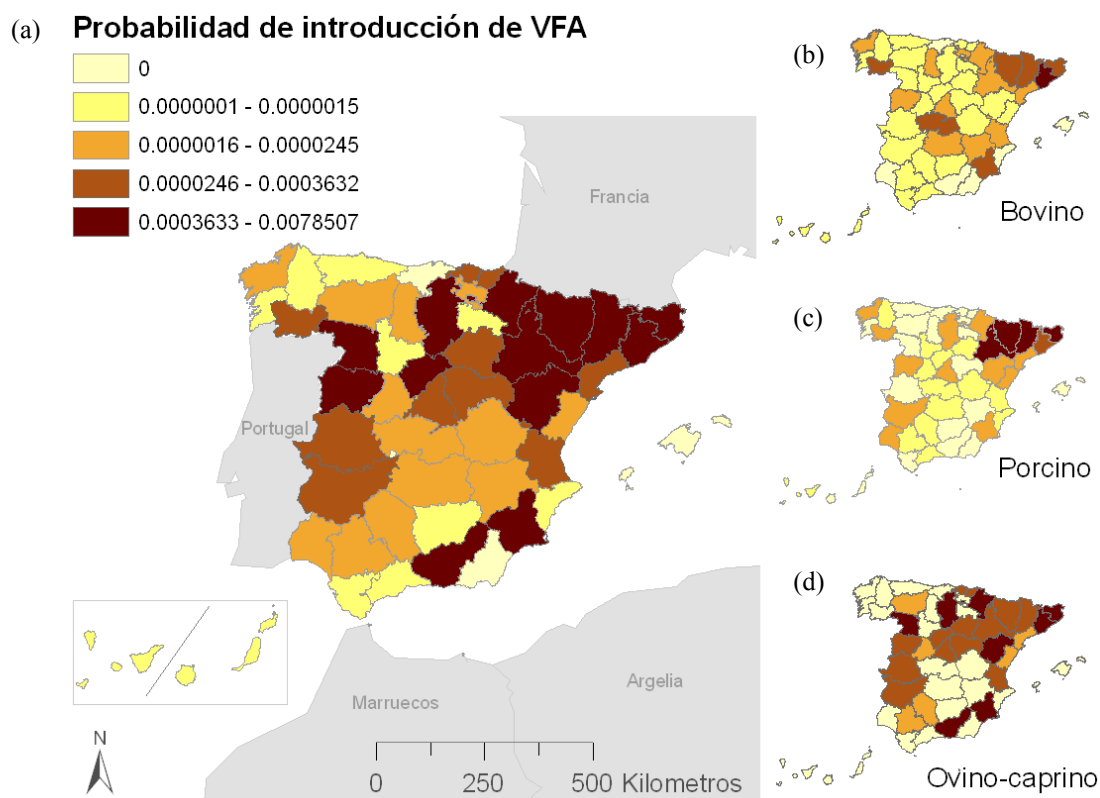 (a) Probabilidad de introducción de VFA
0
0.0000001 - 0.0000015
0.0000016 - 0.0000245
0.0000246 - 0.0003632
0.0003633 - 0.0078507
Francia
Portugal
Marruecos
Argelia
N
0 250 500 Kilometros
(b)
Bovino
(c)
Porcino
(d)
Ovino-caprino